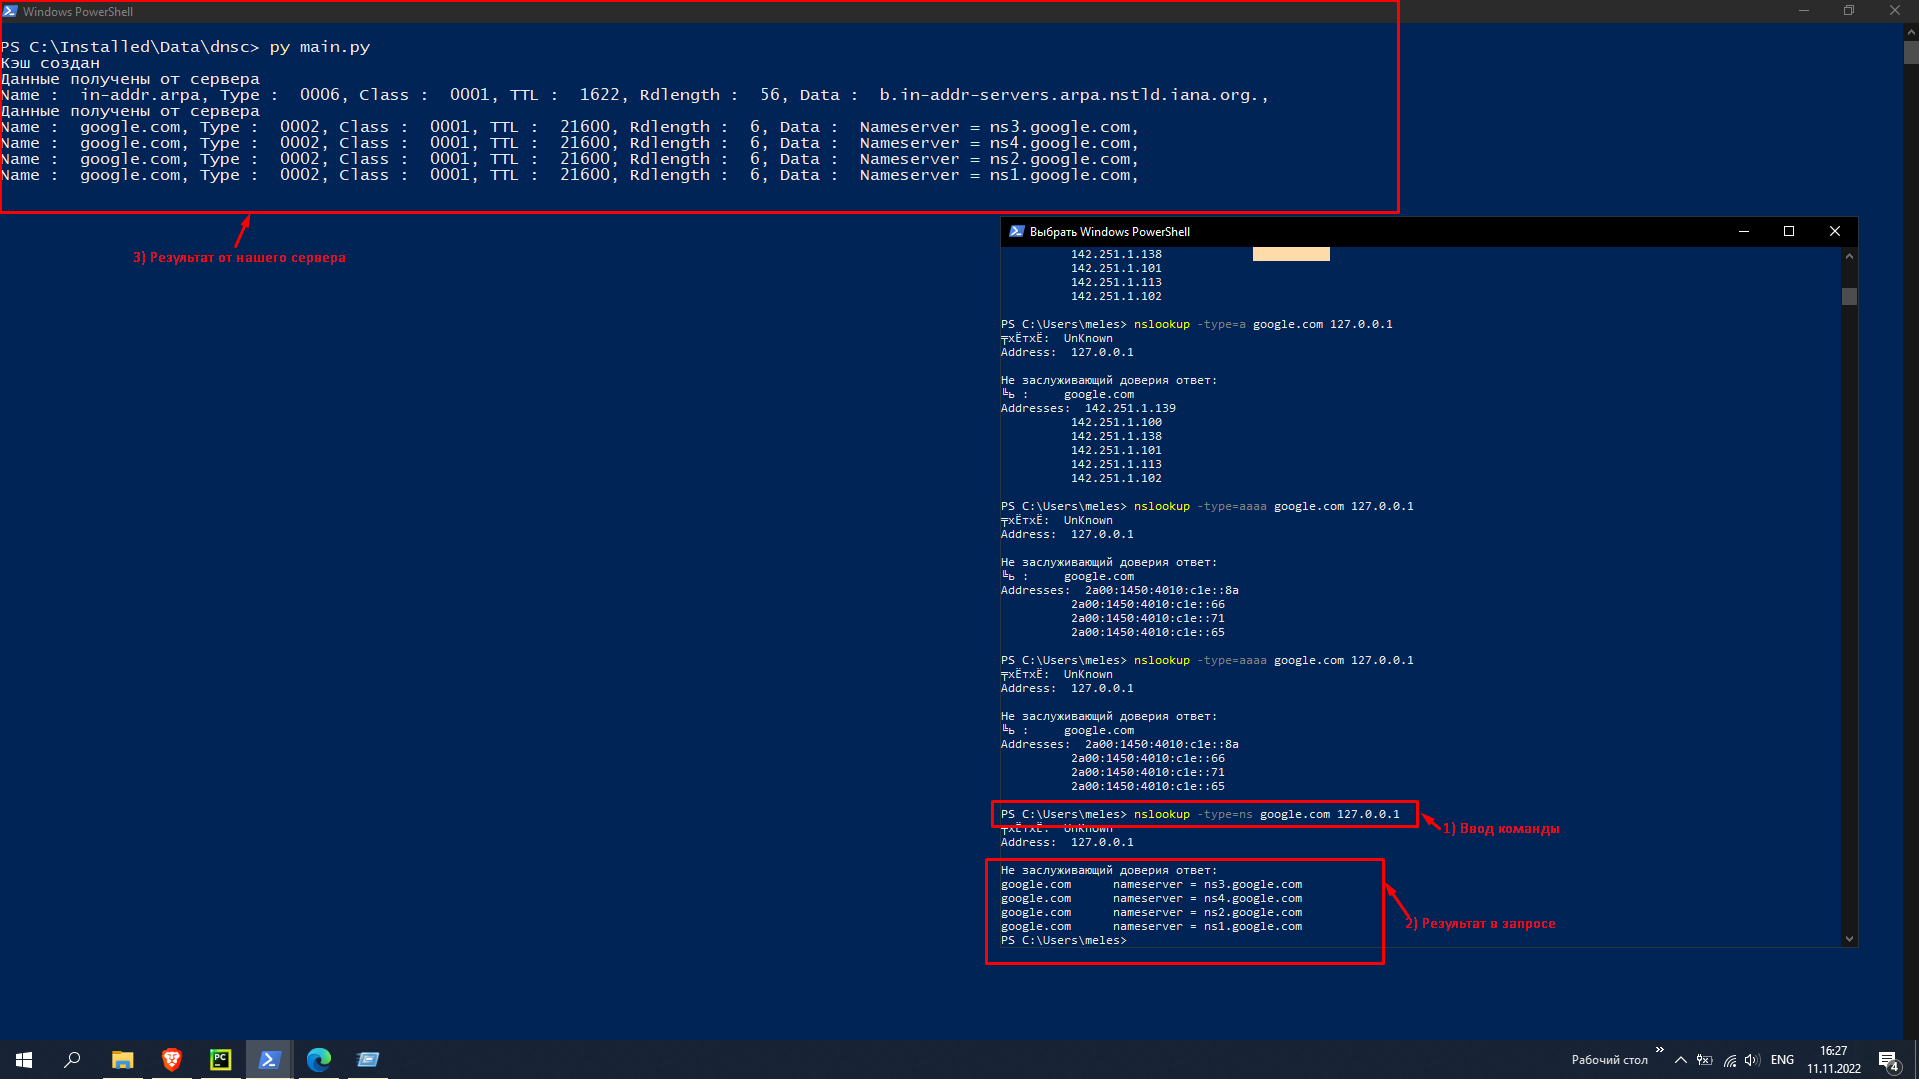 Windows PowerShell
PS C:\Installed\Data\dnsc> py main.py
Кэш создан
Данные получены от сервера
Name :  in-addr.arpa, Type :  0006, Class :  0001, TTL :  1622, Rdlength :  56, Data :  b.in-addr-servers.arpa.nstld.iana.org.,
Данные получены от сервера
Name :  google.com, Type :  0002, Class :  0001, TTL :  21600, Rdlength :  6, Data :  Nameserver = ns3.google.com,
Name :  google.com, Type :  0002, Class :  0001, TTL :  21600, Rdlength :  6, Data :  Nameserver = ns4.google.com,
Name :  google.com, Type :  0002, Class :  0001, TTL :  21600, Rdlength :  6, Data :  Nameserver = ns2.google.com,
Name :  google.com, Type :  0002, Class :  0001, TTL :  21600, Rdlength :  6, Data :  Nameserver = ns1.google.com,
3) Результат от нашего сервера
Выбрать Windows PowerShell
142.251.1.138
142.251.1.101
142.251.1.113
142.251.1.102
PS C:\Users\meles> nslookup -type=a google.com 127.0.0.1
╤хЁтхЁ:  UnKnown
Address:  127.0.0.1
Не заслуживающий доверия ответ:
╚ь :     google.com
Addresses:  142.251.1.139
142.251.1.100
142.251.1.138
142.251.1.101
142.251.1.113
142.251.1.102
PS C:\Users\meles> nslookup -type=aaaa google.com 127.0.0.1
╤хЁтхЁ:  UnKnown
Address:  127.0.0.1
Не заслуживающий доверия ответ:
╚ь :     google.com
Addresses:  2a00:1450:4010:c1e::8a
2a00:1450:4010:c1e::66
2a00:1450:4010:c1e::71
2a00:1450:4010:c1e::65
PS C:\Users\meles> nslookup -type=aaaa google.com 127.0.0.1
╤хЁтхЁ:  UnKnown
Address:  127.0.0.1
Не заслуживающий доверия ответ:
╚ь :     google.com
Addresses:  2a00:1450:4010:c1e::8a
2a00:1450:4010:c1e::66
2a00:1450:4010:c1e::71
2a00:1450:4010:c1e::65
PS C:\Users\meles> nslookup -type=ns google.com 127.0.0.1
1) Ввод команды
╤хЁтхЁ:  UnKnown
Address:  127.0.0.1
Не заслуживающий доверия ответ:
google.com      nameserver = ns3.google.com
google.com      nameserver = ns4.google.com
google.com      nameserver = ns2.google.com
google.com      nameserver = ns1.google.com
PS C:\Users\meles>
2) Результат в запросе
PC
Рабочий стол
ENG
16:27
11.11.2022
4